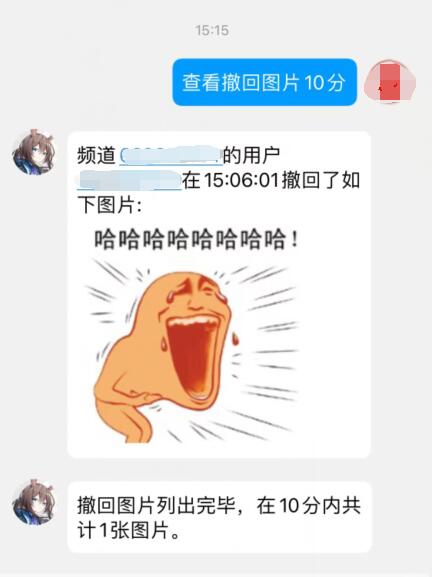 15:15
查看撤回图片10分
频道的用户
在15:06:01撤回了如
下图片:
哈哈哈哈哈哈哈哈!
撤回图片列出完毕，在10分内共
计1张图片。